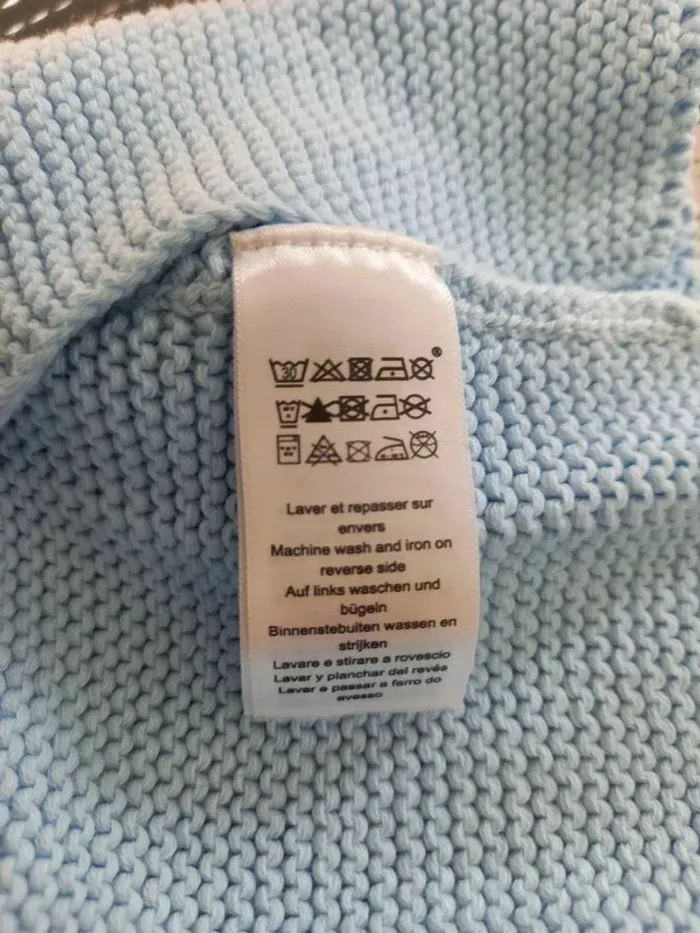 30
®
Laver et repasser sur
envers
Machine wash and iron on
reverse side
Auf links waschen und
bügeln
Binnenstebuiten wassen en
strijken
Lavare e stirare a rovescio
Lavar y planchar del revés
Lavar e passar a ferro do
avesso